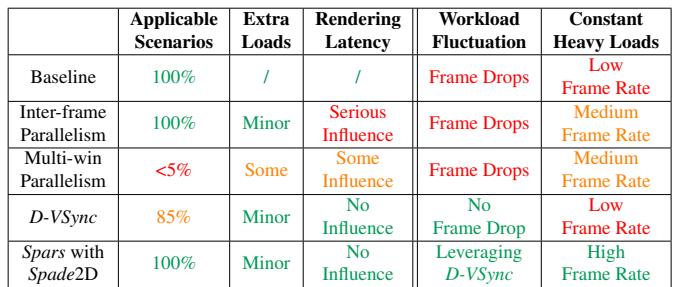 Applicable Scenarios | Extra Loads | Rendering Latency | Workload Fluctuation | Constant Heavy Loads
Baseline | 100% | / | / | Frame Drops | Low Frame Rate
Inter-frame Parallelism | 100% | Minor | Serious Influence | Frame Drops | Medium Frame Rate
Multi-win Parallelism | <5% | Some | Some Influence | Frame Drops | Medium Frame Rate
D-VSync | 85% | Minor | No Influence | No Frame Drop | Low Frame Rate
Spars with Spade2D | 100% | Minor | No Influence | Leveraging D-VSync | High Frame Rate